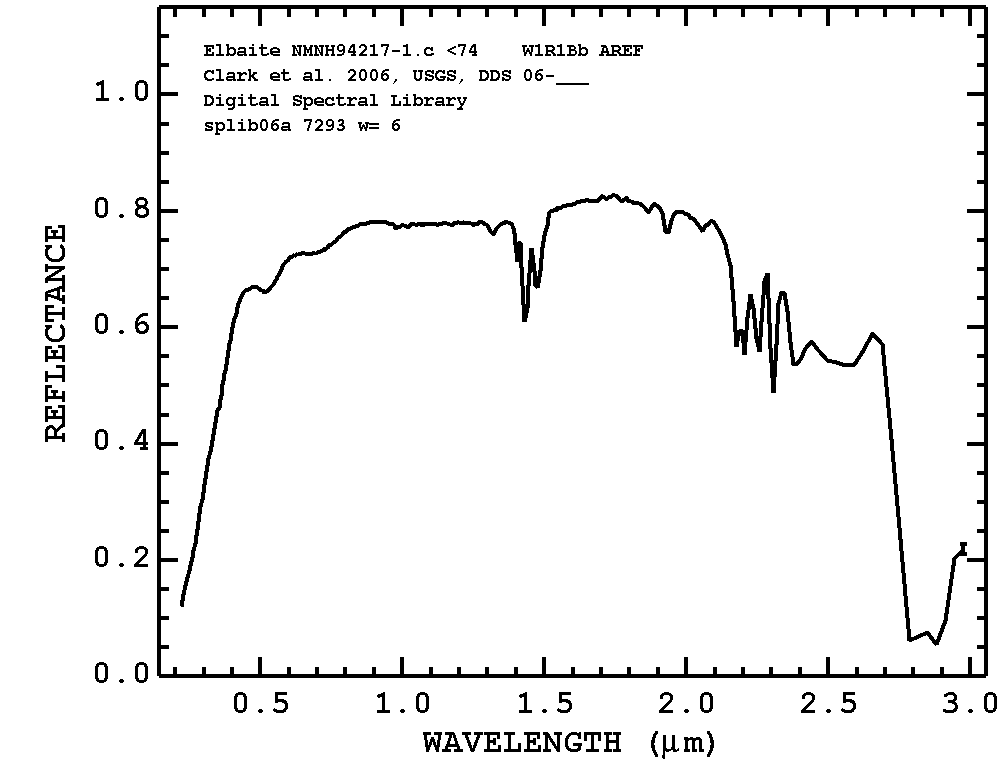 Elbaite NMNH94217-1.c <74 W1R1Bb AREF
Clark et al. 2006, USGS, DDS 06-___
Digital Spectral Library
splib06a 7293 w= 6
1.0
0.8
0.6
0.4
0.2
0.0
REFLECTANCE
0.5 1.0 1.5 2.0 2.5 3.0
WAVELENGTH (μm)